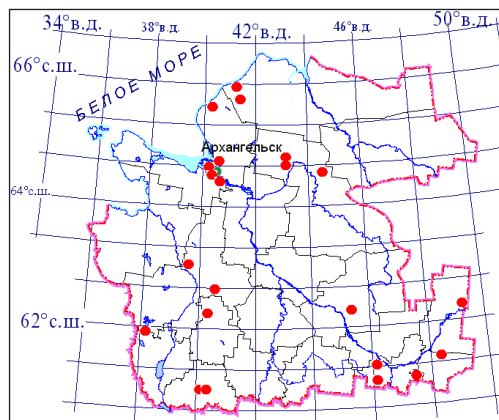 34°в.д.
38°в.д.
42°в.д.
46°в.д.
50°в.д.
66°с.ш.
БЕЛОЕ МОРЕ
Архангельск
64°с.ш.
62°с.ш.